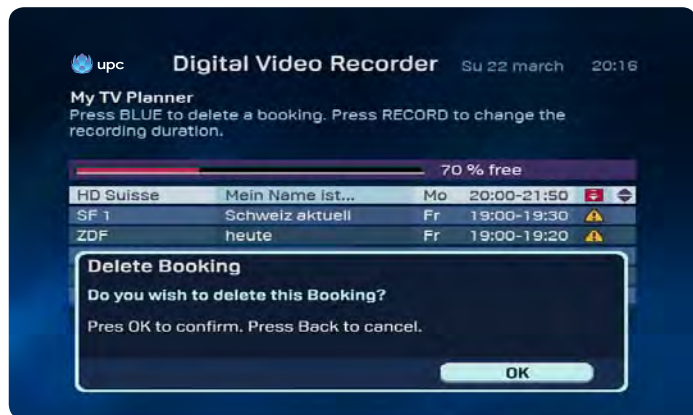 upc Digital Video Recorder Su 22 march 20:16
My TV Planner
Press BLUE to delete a booking. Press RECORD to change the
recording duration.
70 % free
HD Suisse Mein Name ist... Mo 20:00-21:50
SF 1 Schweiz aktuell Fr 19:00-19:30
ZDF heute Fr 19:00-19:20
Delete Booking
Do you wish to delete this Booking?
Pres OK to confirm. Press Back to cancel.
OK